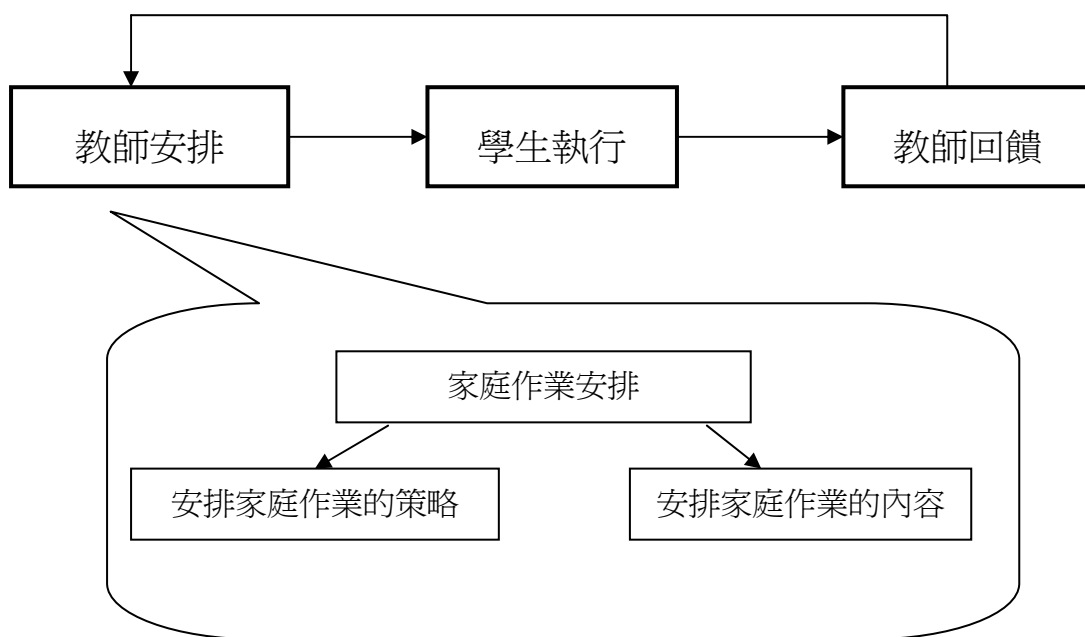 教師安排
學生執行
教師回饋
家庭作業安排
安排家庭作業的策略
安排家庭作業的內容